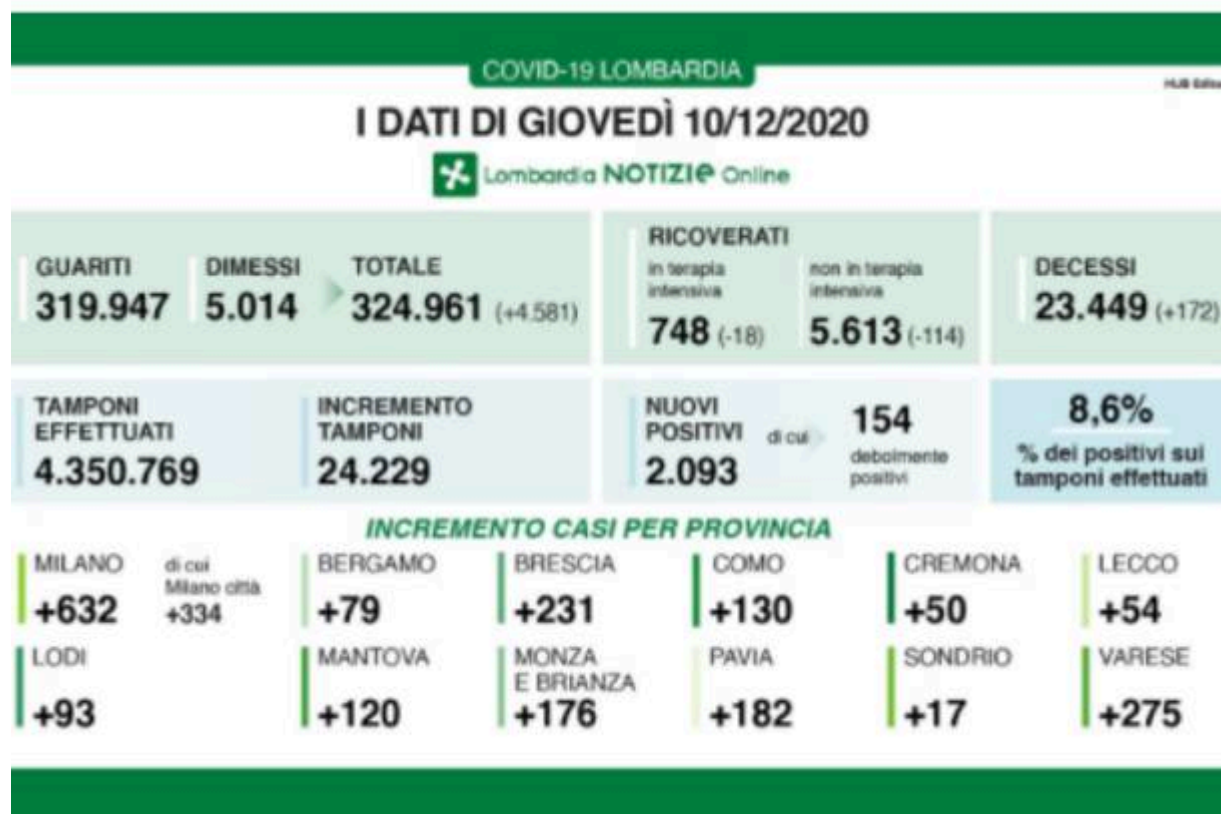 COVID-19 LOMBARDIA
I DATI DI GIOVEDÌ 10/12/2020
Lombardia NOTIZIE Online
GUARITI
319.947
DIMESSI
5.014
TOTALE
324.961 (+4.581)
RICOVERATI
in terapia
intensiva
748 (-18)
non in terapia
intensiva
5.613 (-114)
DECESSI
23.449 (+172)
TAMPONI
EFFETTUATI
4.350.769
INCREMENTO
TAMPONI
24.229
NUOVI
POSITIVI
2.093
di cui
154
debolmente
positivi
8,6%
% dei positivi sui
tamponi effettuati
INCREMENTO CASI PER PROVINCIA
MILANO
+632
di cui
Milano città
+334
BERGAMO
+79
BRESCIA
+231
COMO
+130
CREMONA
+50
LECCO
+54
LODI
+93
MANTOVA
+120
MONZA
E BRIANZA
+176
PAVIA
+182
SONDRIO
+17
VARESE
+275